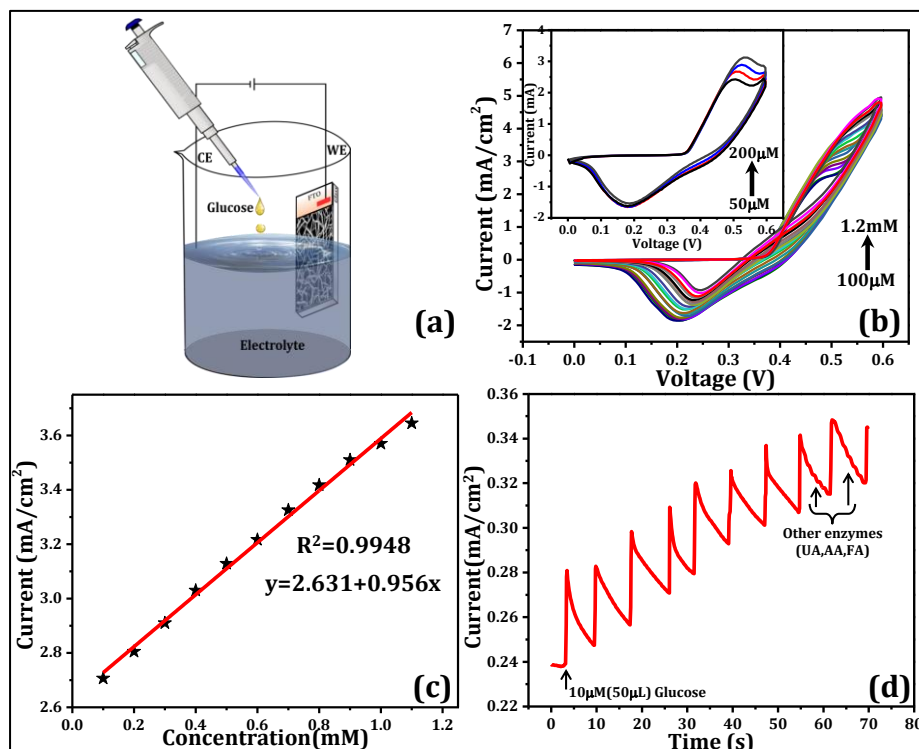 CE
WE
FTO
Glucose
Electrolyte
(a)
Current (mA/cm²)
5
4
3
2
1
0
-1
-2
-0.1 0.0 0.1 0.2 0.3 0.4 0.5 0.6
Voltage (V)
Current (mA)
4
3
2
0
-2
0.0 0.1 0.2 0.3 0.4 0.5 0.6
Voltage (V)
200µM
50µM
1.2mM
100µM
(b)
Current (mA/cm²)
3.6
3.4
3.2
3.0
2.8
2.6
0.0 0.2 0.4 0.6 0.8 1.0 1.2
Concentration(mM)
R²=0.9948
y=2.631+0.956x
(c)
Current(mA/cm²)
0.36
0.34
0.32
0.30
0.28
0.26
0.24
0.22
0 10 20 30 40 50 60 70 80
Time (s)
10µM(50µL) Glucose
Other enzymes
(UA,AA,FA)
(d)